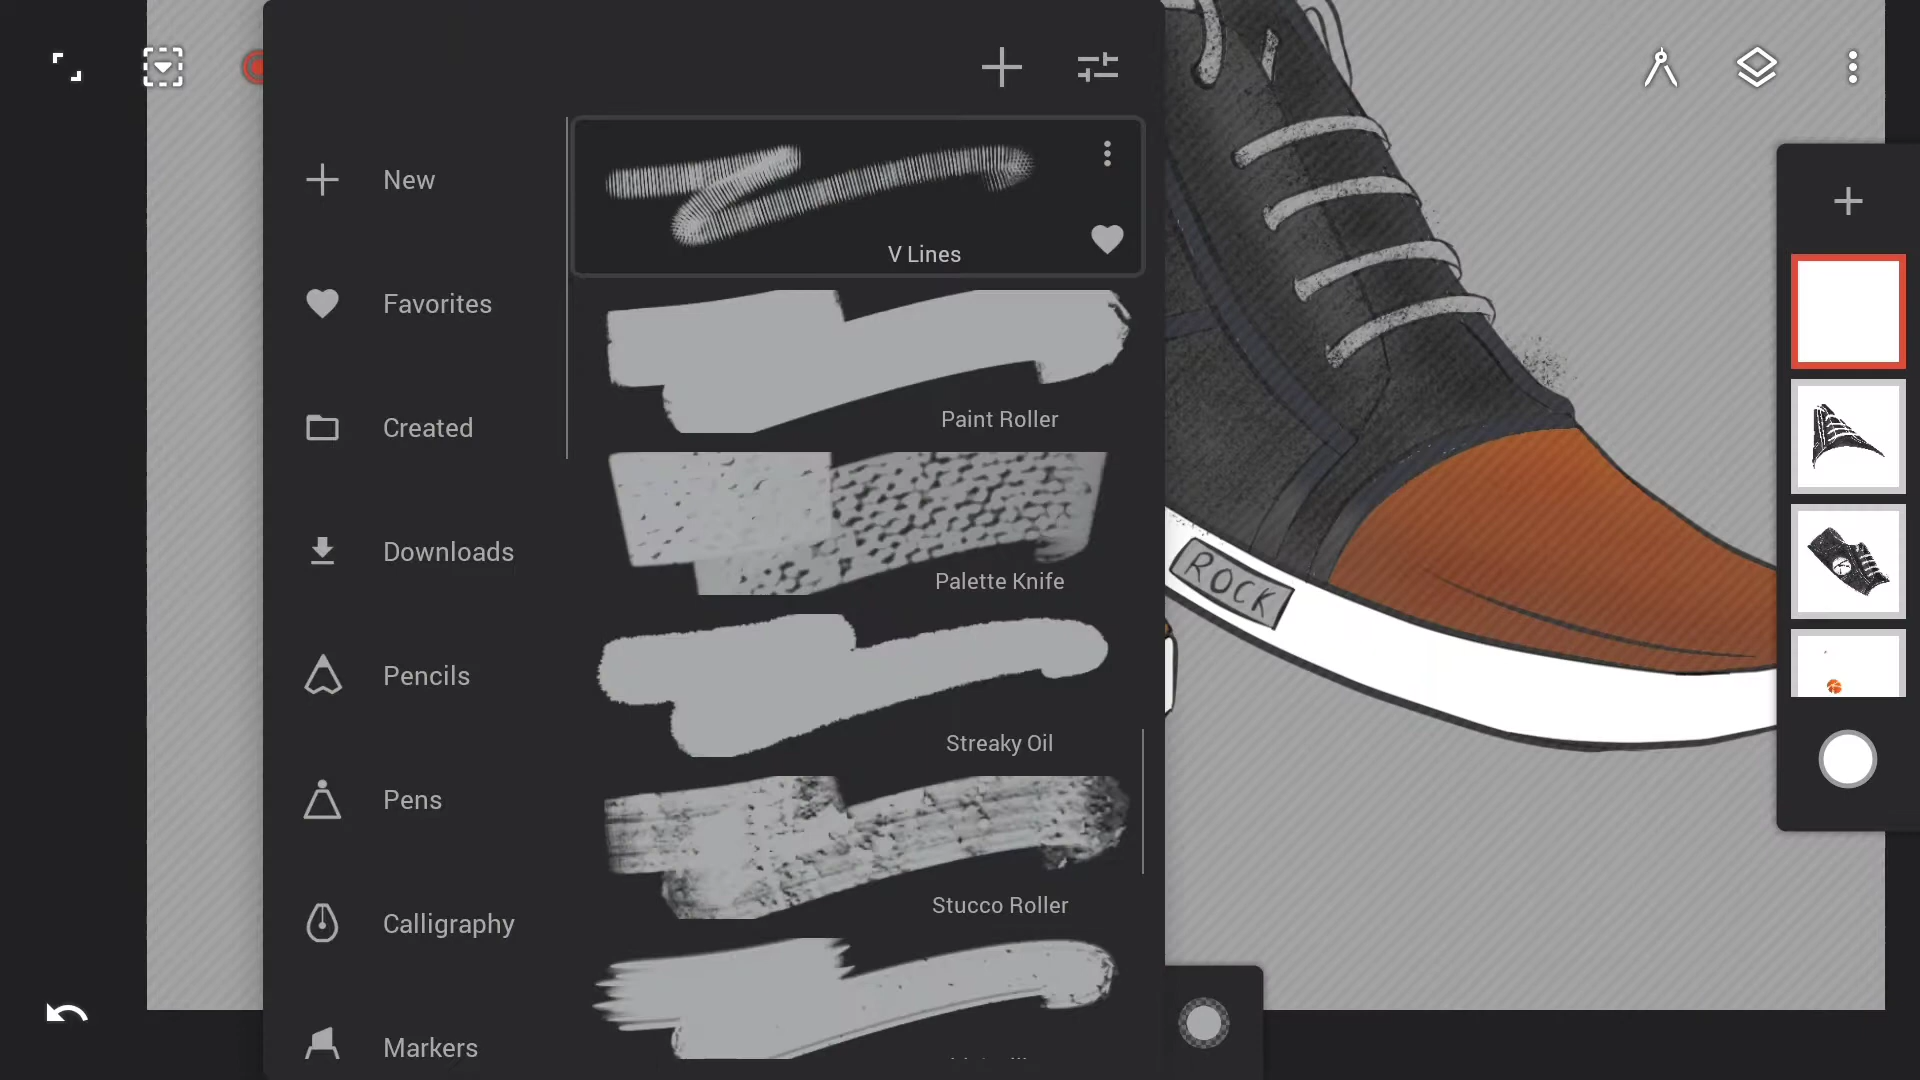 New
Favorites
Created
Downloads
Pencils
Pens
Calligraphy
Markers
V Lines
Paint Roller
Palette Knife
Streaky Oil
Stucco Roller
ROCK